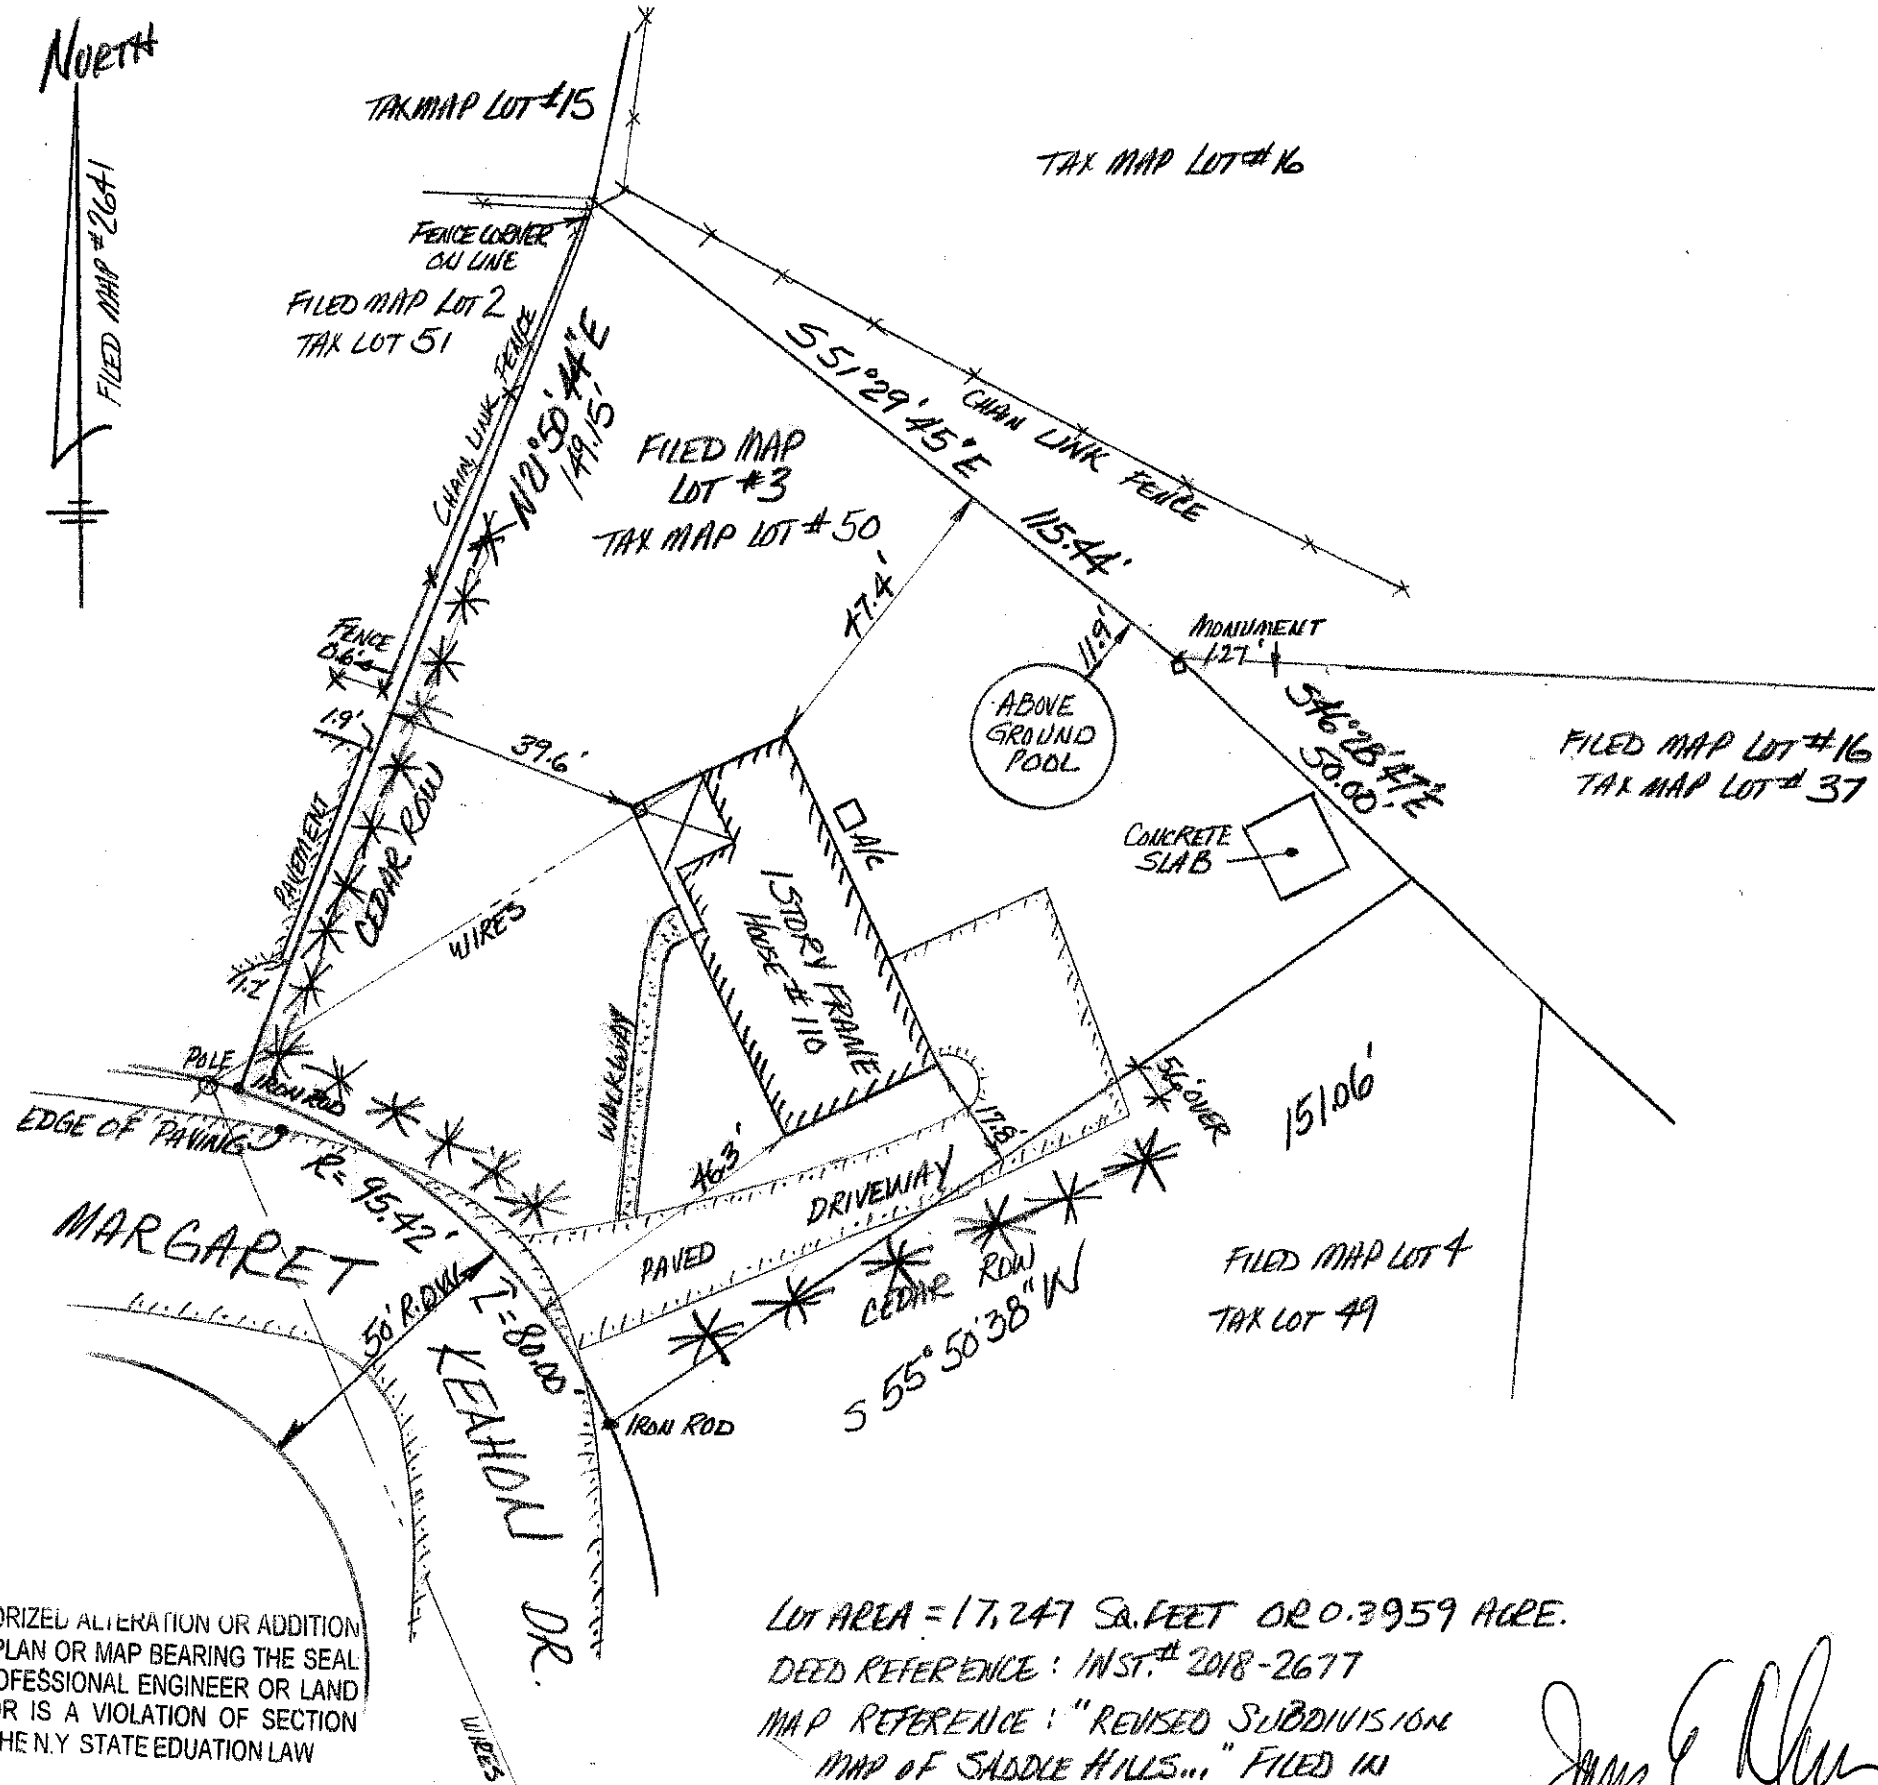 NORTH
FILED MAP #2641
TAX MAP LOT #15
TAX MAP LOT #16
FENCE CORNER
ON LINE
FILED MAP LOT 2
TAX LOT 51
CHAIN LINK FENCE
N21°50'44"E
149.15'
S51°29'45"E
115.44'
CHAIN LINK FENCE
FILED MAP
LOT #3
TAX MAP LOT #50
47.4'
11.9'
MONUMENT
1.27'
FENCE
0.6'
1.9'
39.6'
ABOVE
GROUND
POOL
S46°28'47"E
50.00'
FILED MAP LOT #16
TAX MAP LOT #37
PAVEMENT
CEDAR ROW
WIRES
A/C
CONCRETE
SLAB
1 STORY FRAME
HOUSE #110
1.2'
WALKWAY
POLE
IRON ROD
EDGE OF PAVING
R=95.42'
L=80.00'
46.3'
17.8'
5.6' OVER
151.06'
DRIVEWAY
PAVED
MARGARET
KEAHON DR.
50' R.O.W.
CEDAR ROW
S 55°50'38" W
FILED MAP LOT 4
TAX LOT 49
IRON ROD
WIRES
ORIZED ALTERATION OR ADDITION
PLAN OR MAP BEARING THE SEAL
OFESSIONAL ENGINEER OR LAND
R IS A VIOLATION OF SECTION
HE N.Y STATE EDUATION LAW
LOT AREA = 17,247 SQ.FEET OR 0.3959 ACRE.
DEED REFERENCE: INST.# 2018-2677
MAP REFERENCE: "REVISED SUBDIVISION
MAP OF SADDLE HILLS..." FILED IN